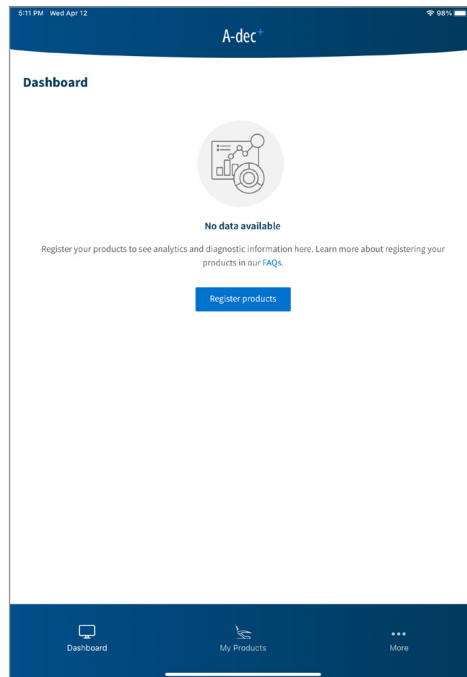 5:11 PM Wed Apr 12 98%
A-dec+
Dashboard
No data available
Register your products to see analytics and diagnostic information here. Learn more about registering your
products in our FAQs.
Register products
Dashboard My Products More